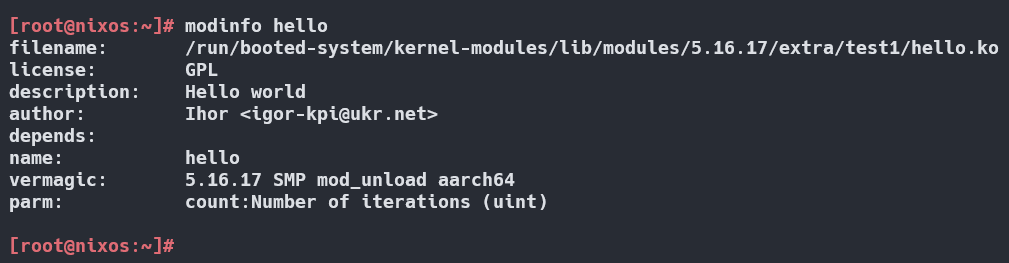 [root@nixos:~]# modinfo hello
filename:       /run/booted-system/kernel-modules/lib/modules/5.16.17/extra/test1/hello.ko
license:        GPL
description:    Hello world
author:         Ihor <igor-kpi@ukr.net>
depends:
name:           hello
vermagic:       5.16.17 SMP mod_unload aarch64
parm:           count:Number of iterations (uint)
[root@nixos:~]#